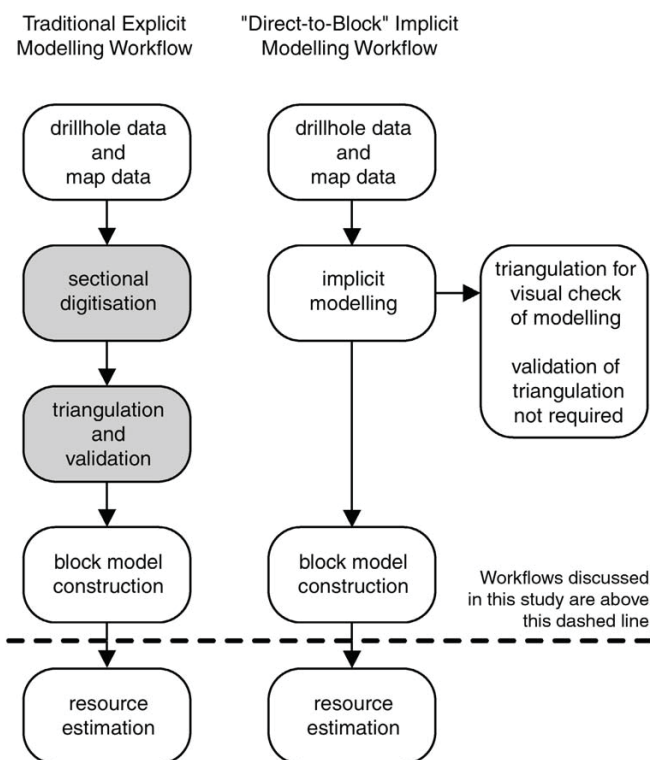 Traditional Explicit
Modelling Workflow
"Direct-to-Block" Implicit
Modelling Workflow
drillhole data
and
map data
drillhole data
and
map data
sectional
digitisation
implicit
modelling
triangulation for
visual check
of modelling
validation of
triangulation
not required
triangulation
and
validation
block model
construction
block model
construction
Workflows discussed
in this study are above
this dashed line
resource
estimation
resource
estimation